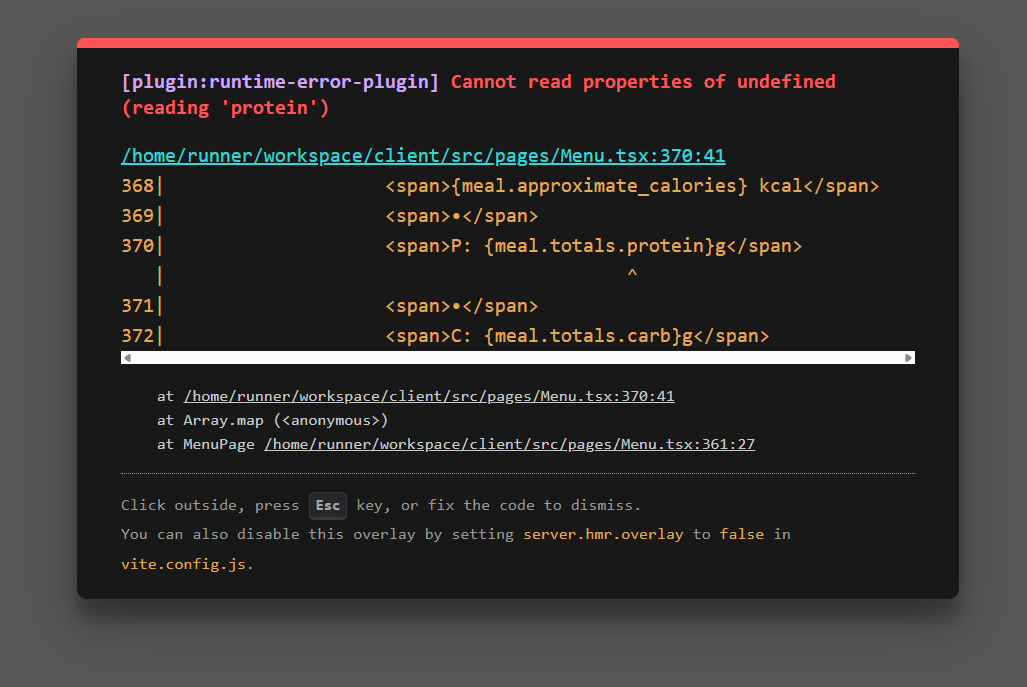 [plugin:runtime-error-plugin] Cannot read properties of undefined
(reading 'protein')
/home/runner/workspace/client/src/pages/Menu.tsx:370:41
368|                    <span>{meal.approximate_calories} kcal</span>
369|                    <span>•</span>
370|                    <span>P: {meal.totals.protein}g</span>
   |                                          ^
371|                    <span>•</span>
372|                    <span>C: {meal.totals.carb}g</span>
at /home/runner/workspace/client/src/pages/Menu.tsx:370:41
at Array.map (<anonymous>)
at MenuPage /home/runner/workspace/client/src/pages/Menu.tsx:361:27
Click outside, press Esc key, or fix the code to dismiss.
You can also disable this overlay by setting server.hmr.overlay to false in
vite.config.js.